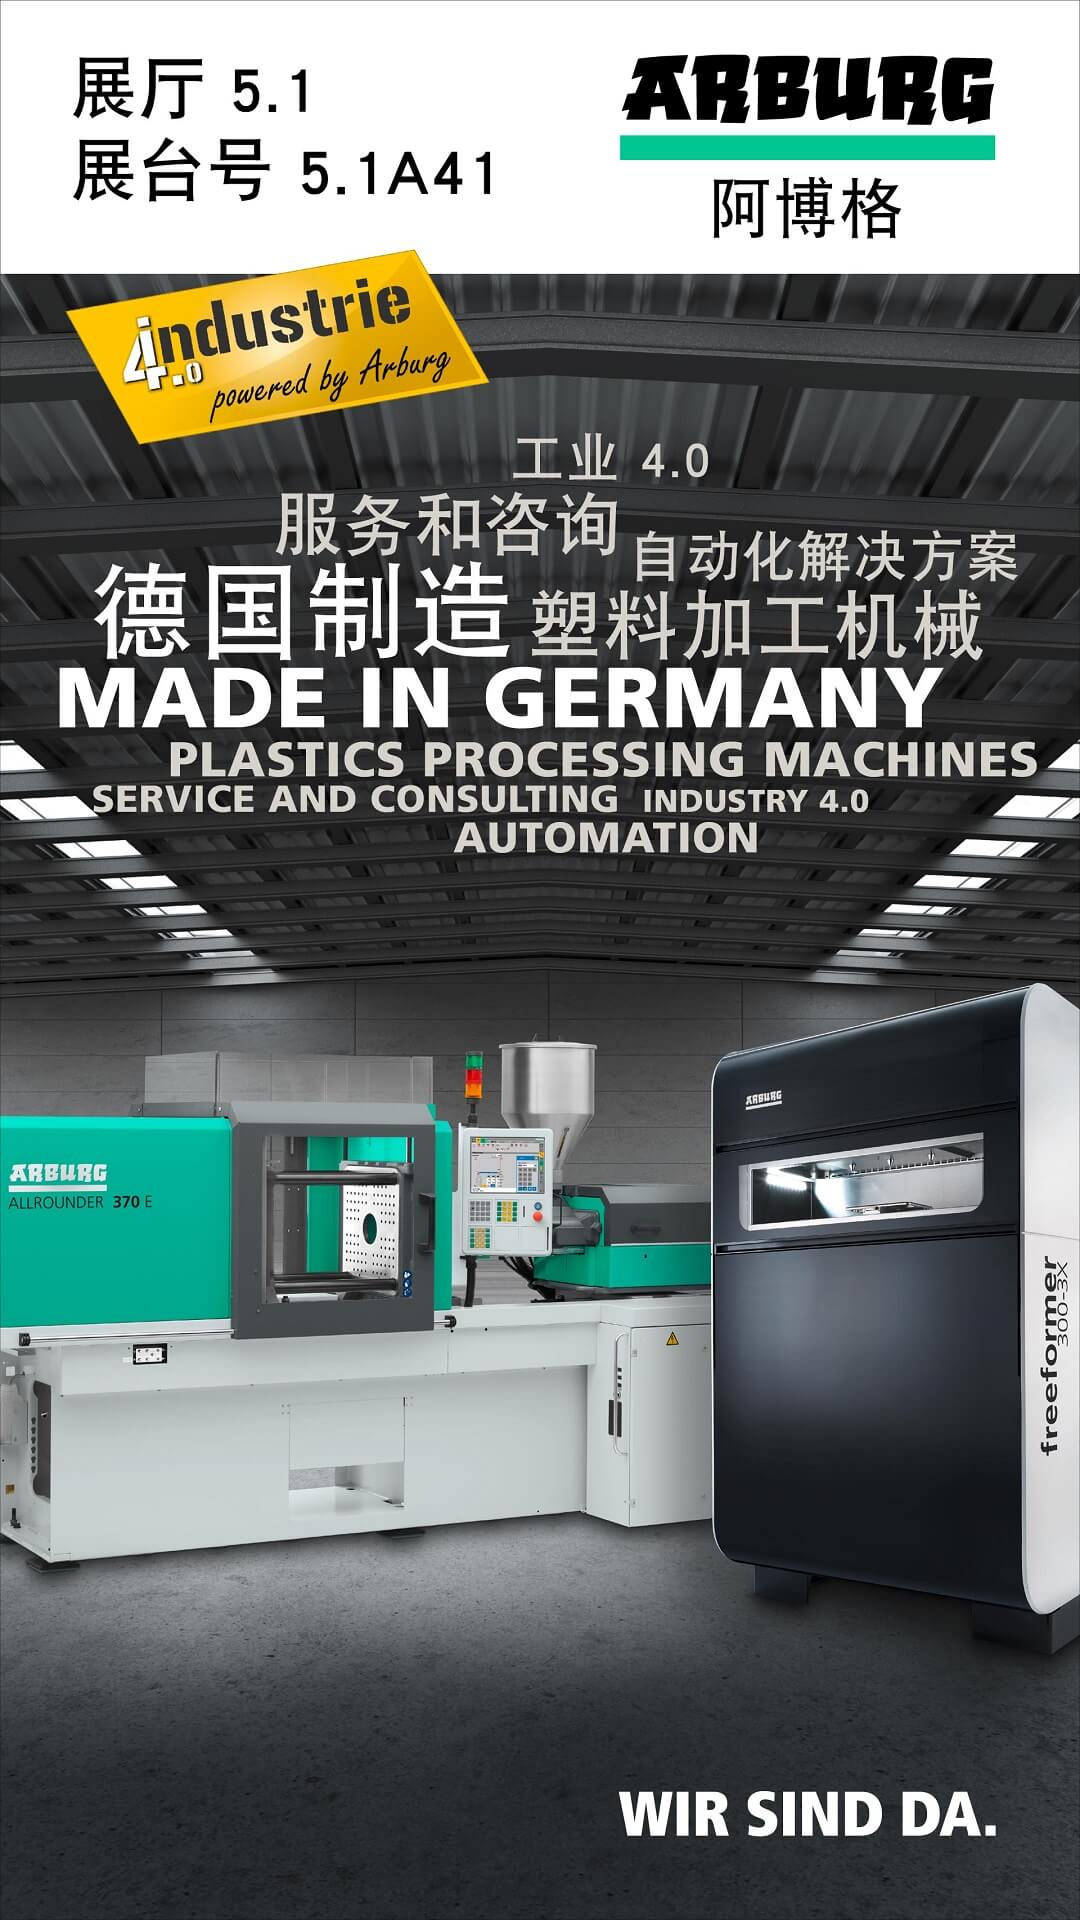 展厅 5.1
展台号 5.1A41
ARBURG
阿博格
industrie 4.0
powered by Arburg
工业 4.0
服务和咨询
自动化解决方案
德国制造
塑料加工机械
MADE IN GERMANY
PLASTICS PROCESSING MACHINES
SERVICE AND CONSULTING INDUSTRY 4.0
AUTOMATION
ARBURG
ARBURG
ALLROUNDER 370 E
freeformer
300-3X
WIR SIND DA.